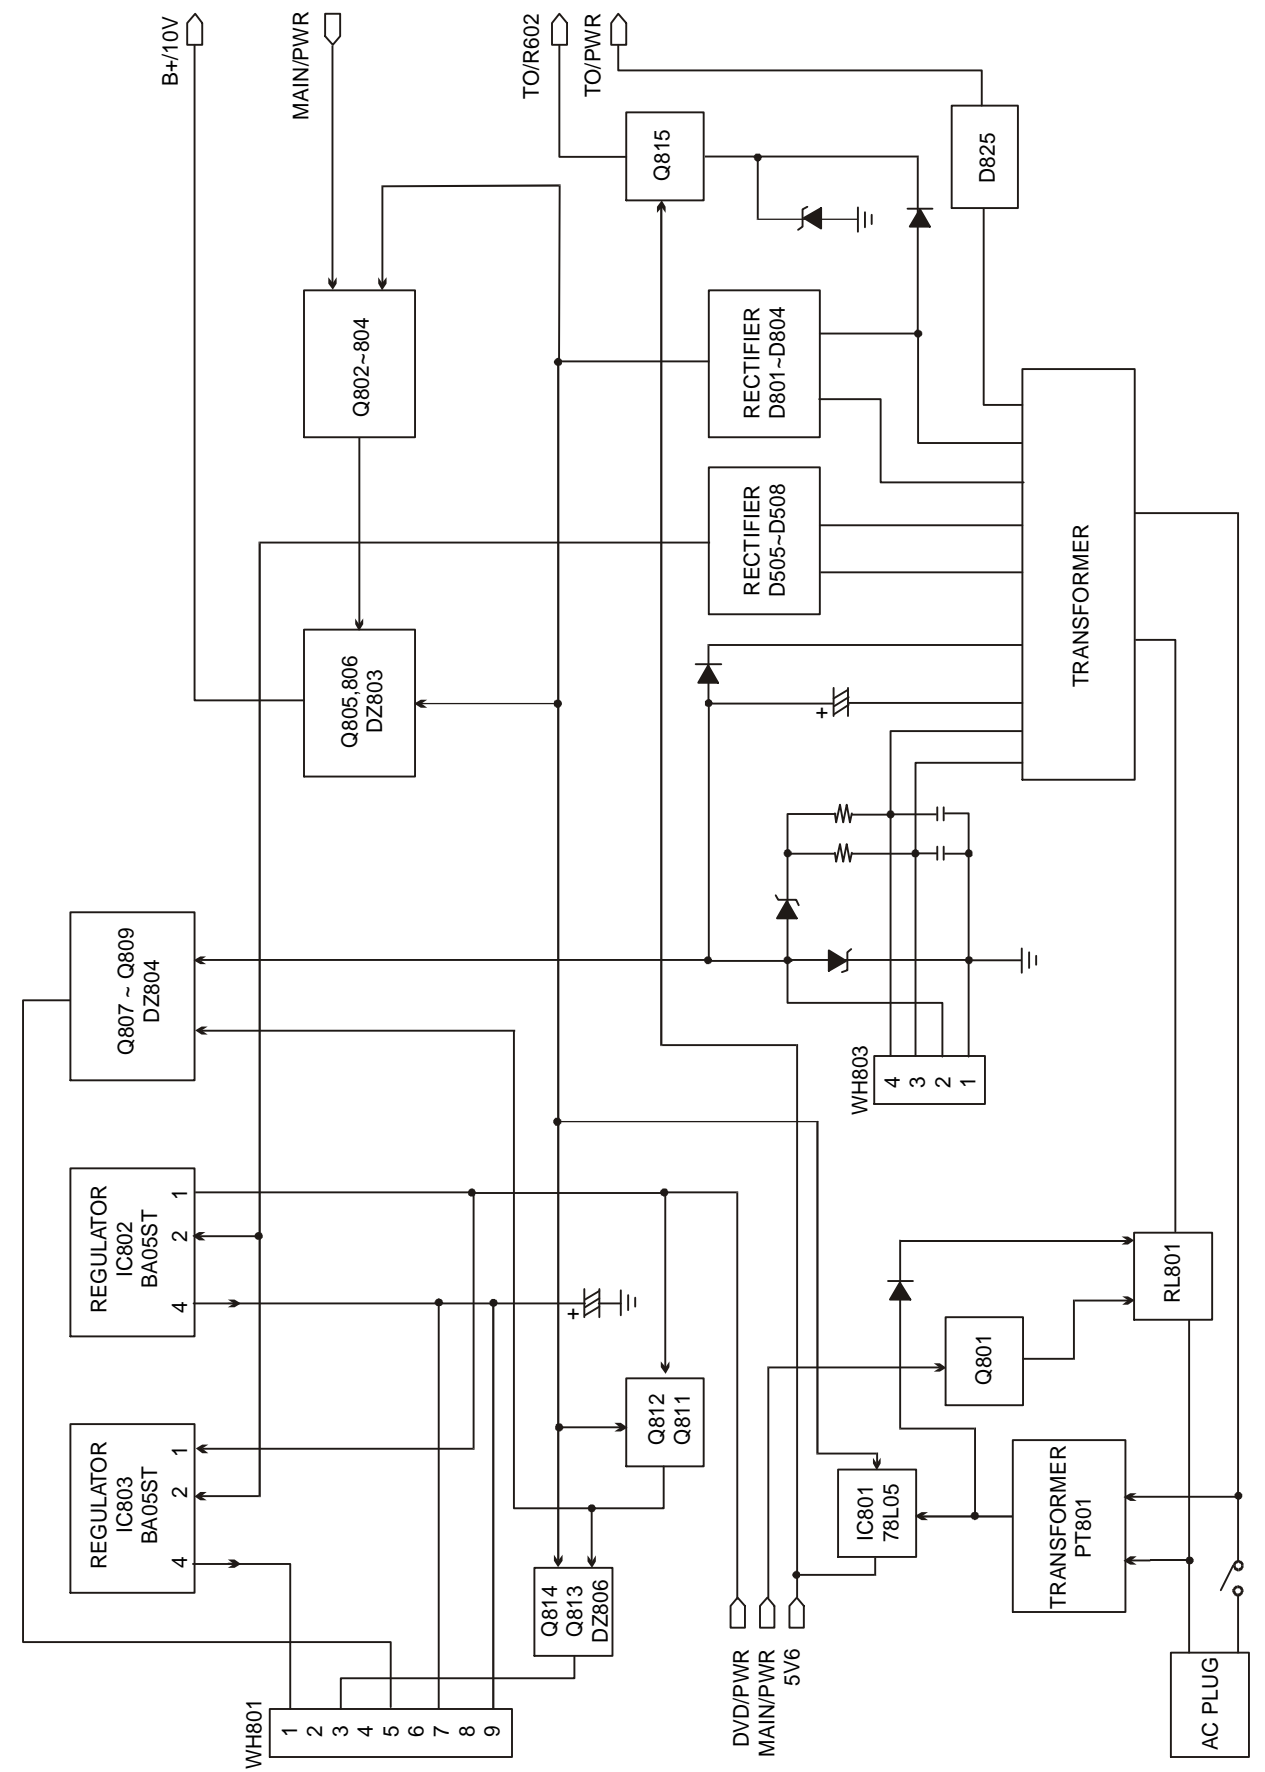 B+/10V
MAIN/PWR
TO/R602
TO/PWR
Q815
D825
Q802~804
RECTIFIER
D801~D804
RECTIFIER
D505~D508
TRANSFORMER
Q805,806
DZ803
+
Q807 ~ Q809
DZ804
WH803
4
3
2
1
REGULATOR
IC802
BA05ST
1
2
4
+
REGULATOR
IC803
BA05ST
1
2
4
Q812
Q811
Q801
RL801
IC801
78L05
TRANSFORMER
PT801
Q814
Q813
DZ806
DVD/PWR
MAIN/PWR
5V6
AC PLUG
WH801
1
2
3
4
5
6
7
8
9